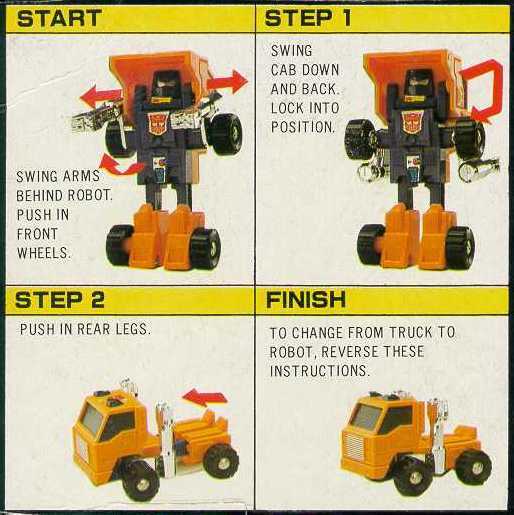 START
SWING ARMS
BEHIND ROBOT.
PUSH IN
FRONT
WHEELS.
STEP 1
SWING
CAB DOWN
AND BACK.
LOCK INTO
POSITION.
STEP 2
PUSH IN REAR LEGS.
FINISH
TO CHANGE FROM TRUCK TO
ROBOT, REVERSE THESE
INSTRUCTIONS.